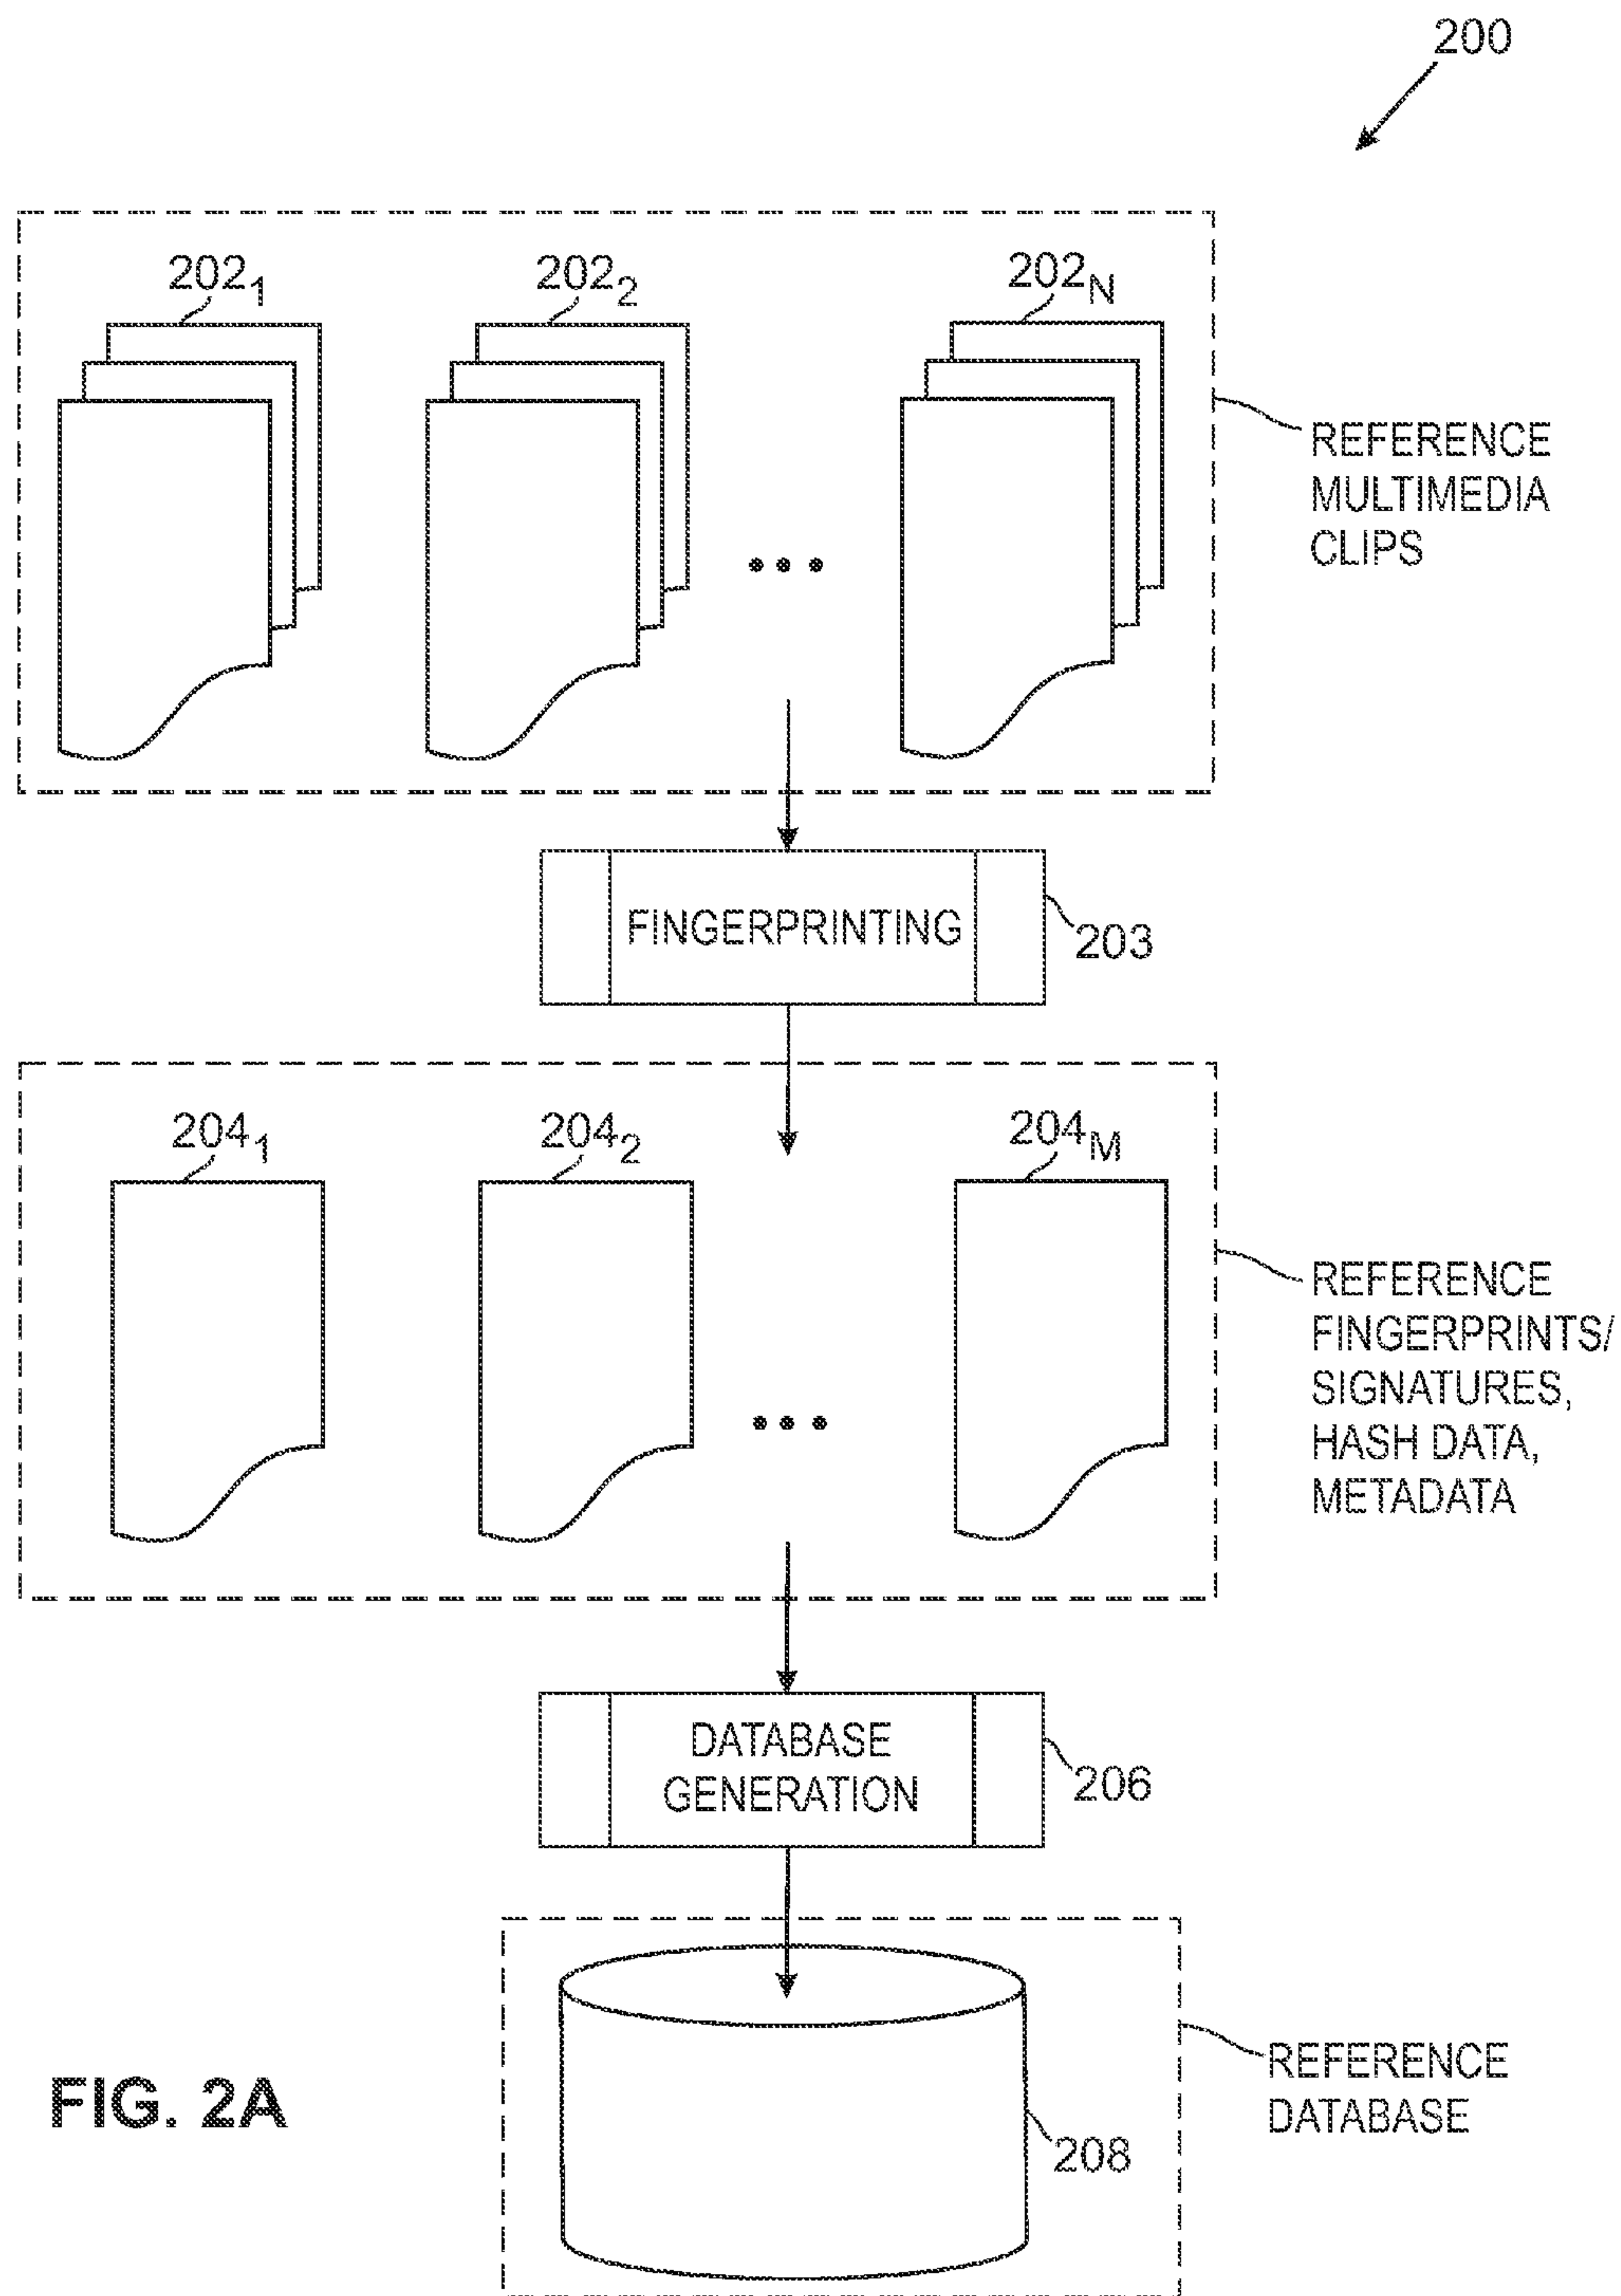 200
202₁
202₂
202ₙ
REFERENCE
MULTIMEDIA
CLIPS
FINGERPRINTING
203
204₁
204₂
204ₘ
REFERENCE
FINGERPRINTS/
SIGNATURES,
HASH DATA,
METADATA
DATABASE
GENERATION
206
REFERENCE
DATABASE
208
FIG. 2A